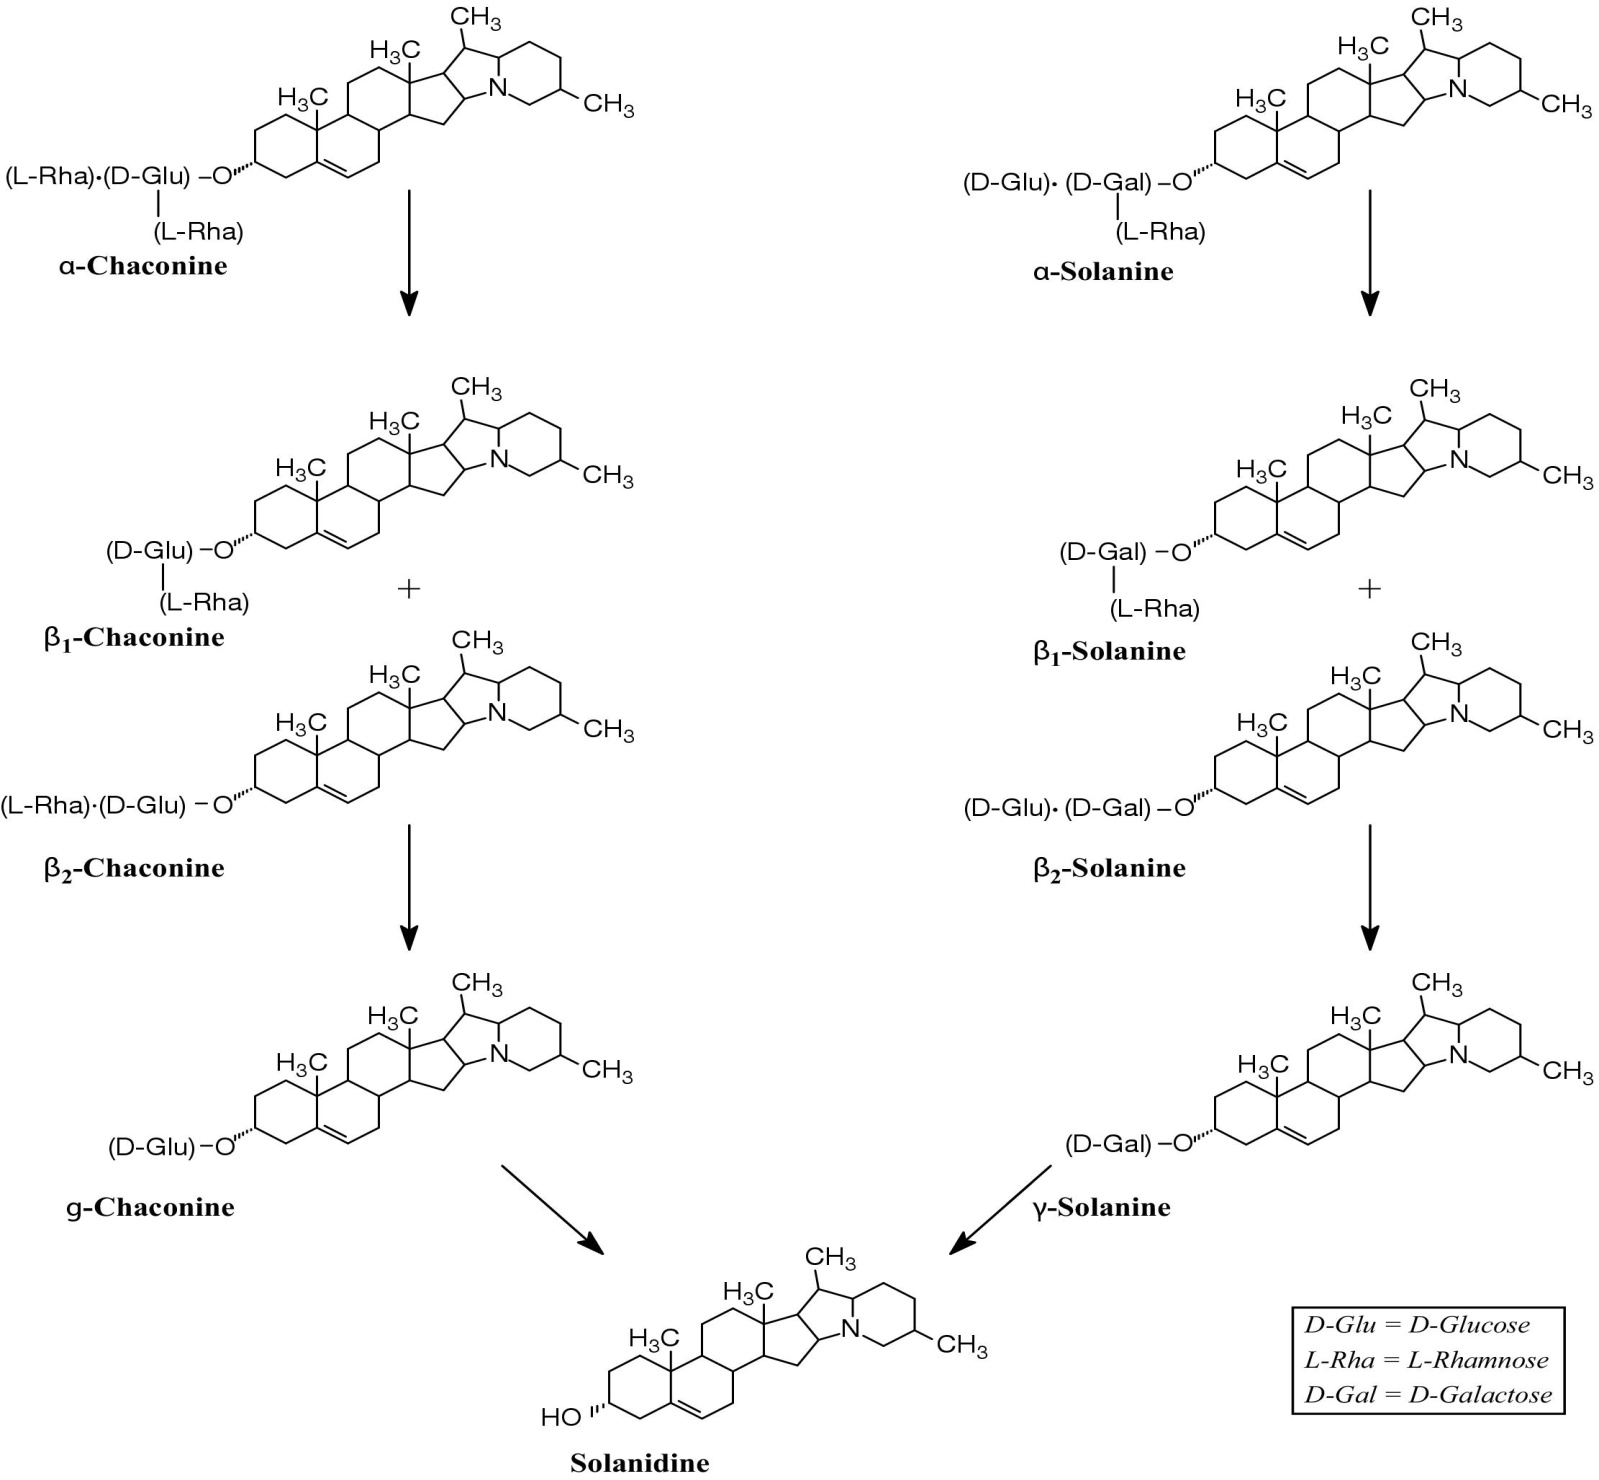 CH₃
H₃C
H₃C
N
CH₃
(L-Rha)·(D-Glu) –O
(L-Rha)
α-Chaconine
CH₃
H₃C
H₃C
N
CH₃
(D-Glu)· (D-Gal) –O
(L-Rha)
α-Solanine
CH₃
H₃C
H₃C
N
CH₃
(D-Glu) –O
(L-Rha)
+
β₁-Chaconine
CH₃
H₃C
H₃C
N
CH₃
(D-Gal) –O
(L-Rha)
+
β₁-Solanine
CH₃
H₃C
H₃C
N
CH₃
(L-Rha)·(D-Glu) –O
β₂-Chaconine
CH₃
H₃C
H₃C
N
CH₃
(D-Glu)· (D-Gal) –O
β₂-Solanine
CH₃
H₃C
H₃C
N
CH₃
(D-Glu) –O
g-Chaconine
CH₃
H₃C
H₃C
N
CH₃
(D-Gal) –O
γ-Solanine
CH₃
H₃C
H₃C
N
CH₃
HO
Solanidine
D-Glu = D-Glucose
L-Rha = L-Rhamnose
D-Gal = D-Galactose